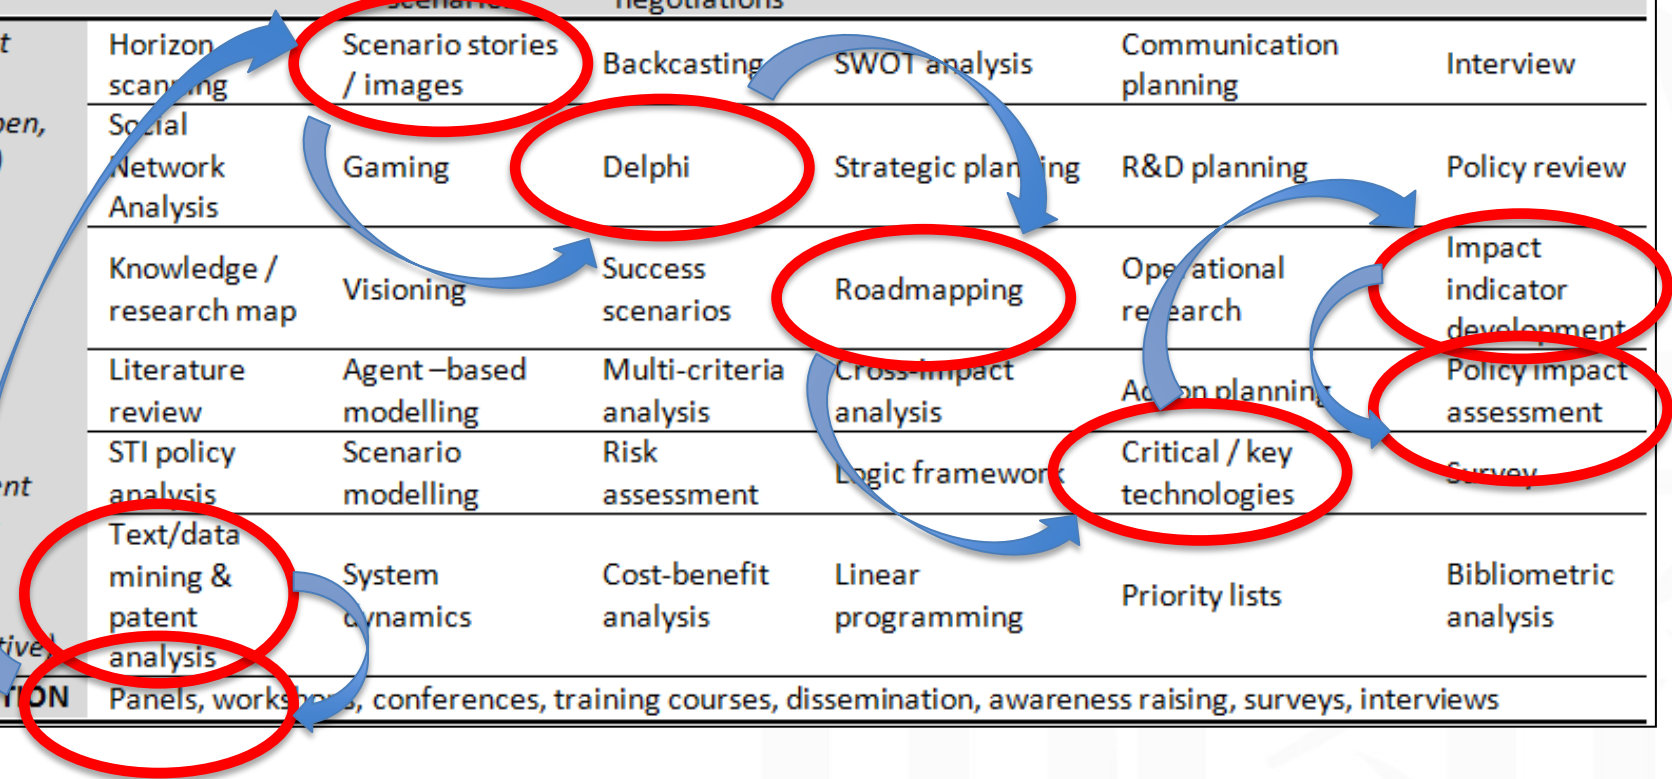 negotiations
Horizon
scanning
Scenario stories
/ images
Backcasting
SWOT analysis
Communication
planning
Interview
Social
Network
Analysis
Gaming
Delphi
Strategic planning
R&D planning
Policy review
Knowledge /
research map
Visioning
Success
scenarios
Roadmapping
Operational
research
Impact
indicator
development
Literature
review
Agent –based
modelling
Multi-criteria
analysis
Cross-impact
analysis
Action planning
Policy impact
assessment
STI policy
analysis
Scenario
modelling
Risk
assessment
Logic framework
Critical / key
technologies
Survey
Text/data
mining &
patent
analysis
System
dynamics
Cost-benefit
analysis
Linear
programming
Priority lists
Bibliometric
analysis
Panels, workshops, conferences, training courses, dissemination, awareness raising, surveys, interviews